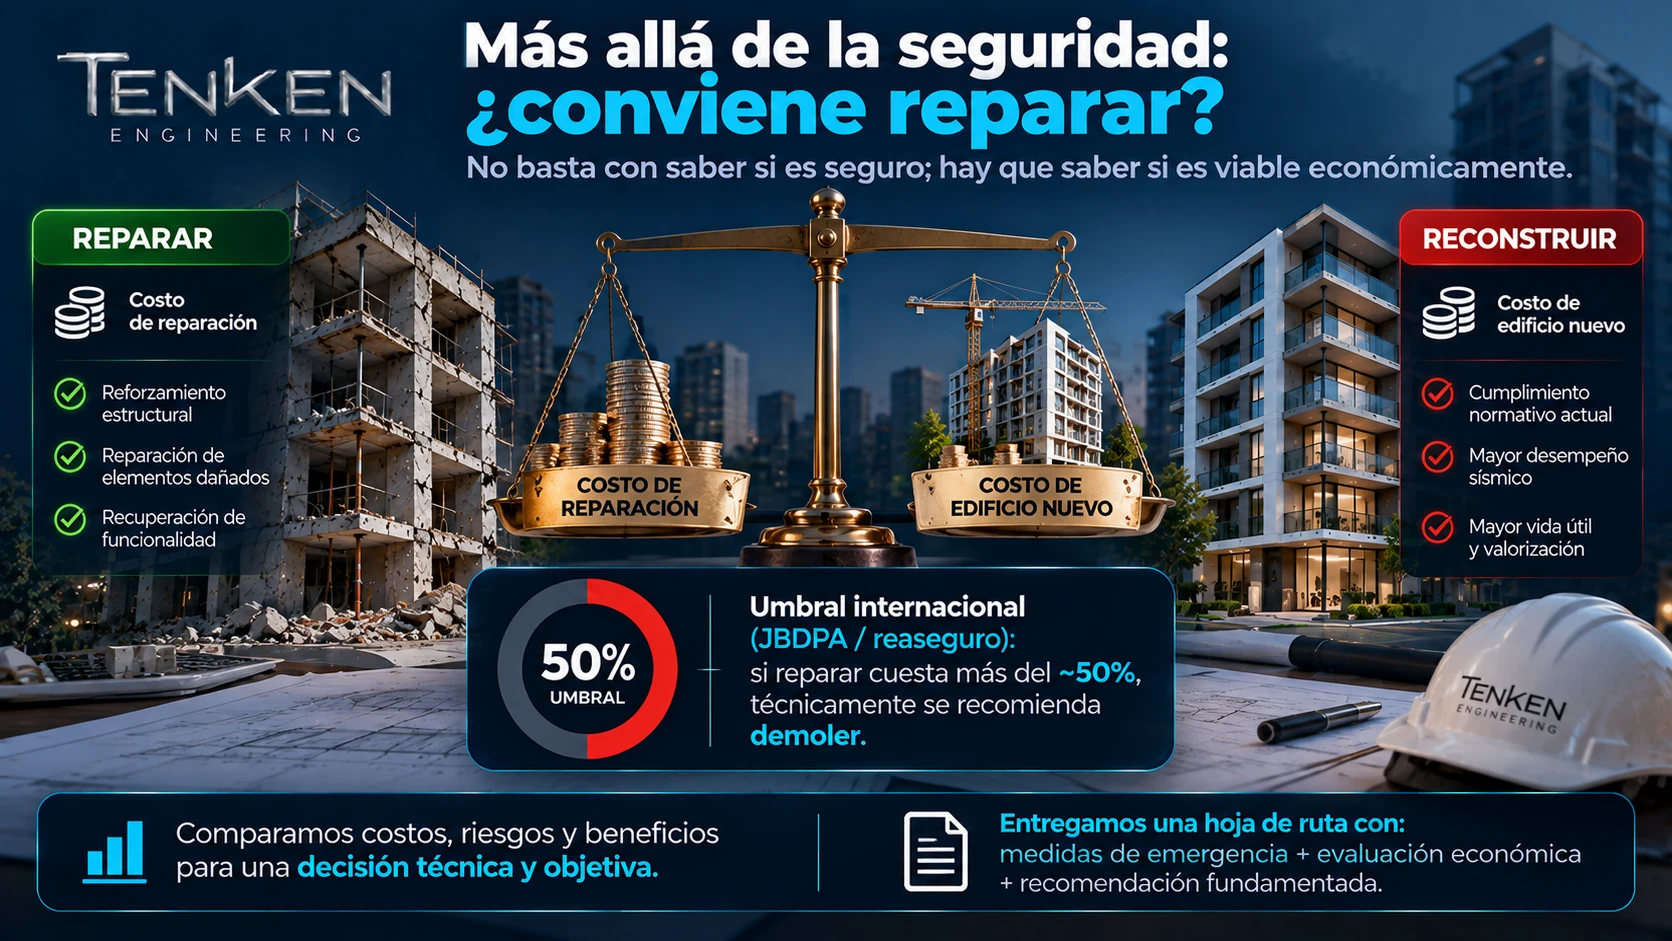 TENKEN
ENGINEERING
Más allá de la seguridad:
¿conviene reparar?
No basta con saber si es seguro; hay que saber si es viable económicamente.
REPARAR
Costo
de reparación
Reforzamiento
estructural
Reparación de
elementos dañados
Recuperación de
funcionalidad
COSTO DE
REPARACIÓN
COSTO DE
EDIFICIO NUEVO
RECONSTRUIR
Costo de
edificio nuevo
Cumplimiento
normativo actual
Mayor desempeño
sísmico
Mayor vida útil
y valorización
50%
UMBRAL
Umbral internacional
(JBDPA / reaseguro):
si reparar cuesta más del ~50%,
técnicamente se recomienda
demoler.
TENKEN
ENGINEERING
Comparamos costos, riesgos y beneficios
para una decisión técnica y objetiva.
Entregamos una hoja de ruta con:
medidas de emergencia + evaluación económica
+ recomendación fundamentada.